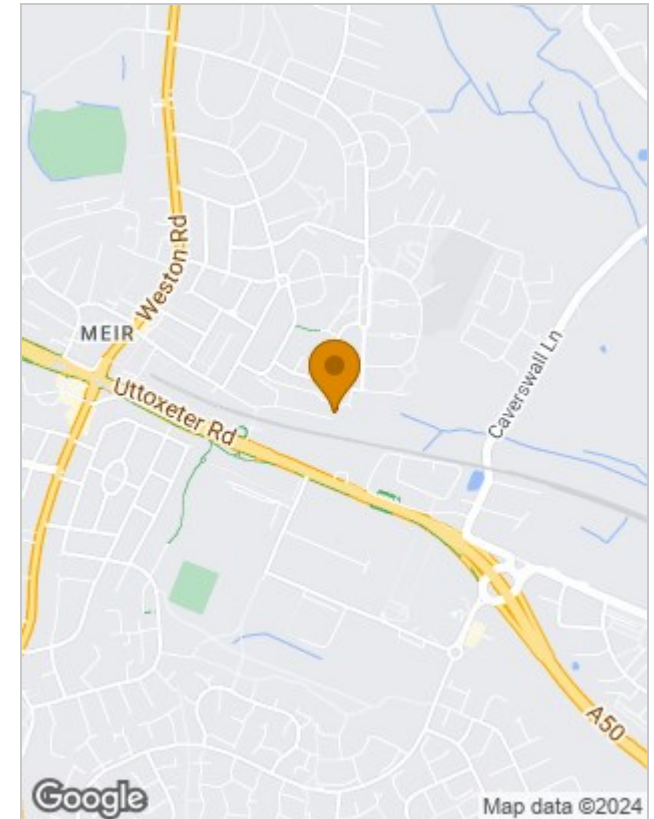 Weston Rd
MEIR
Uttoxeter Rd
Caverswall Ln
A50
Google
Map data ©2024